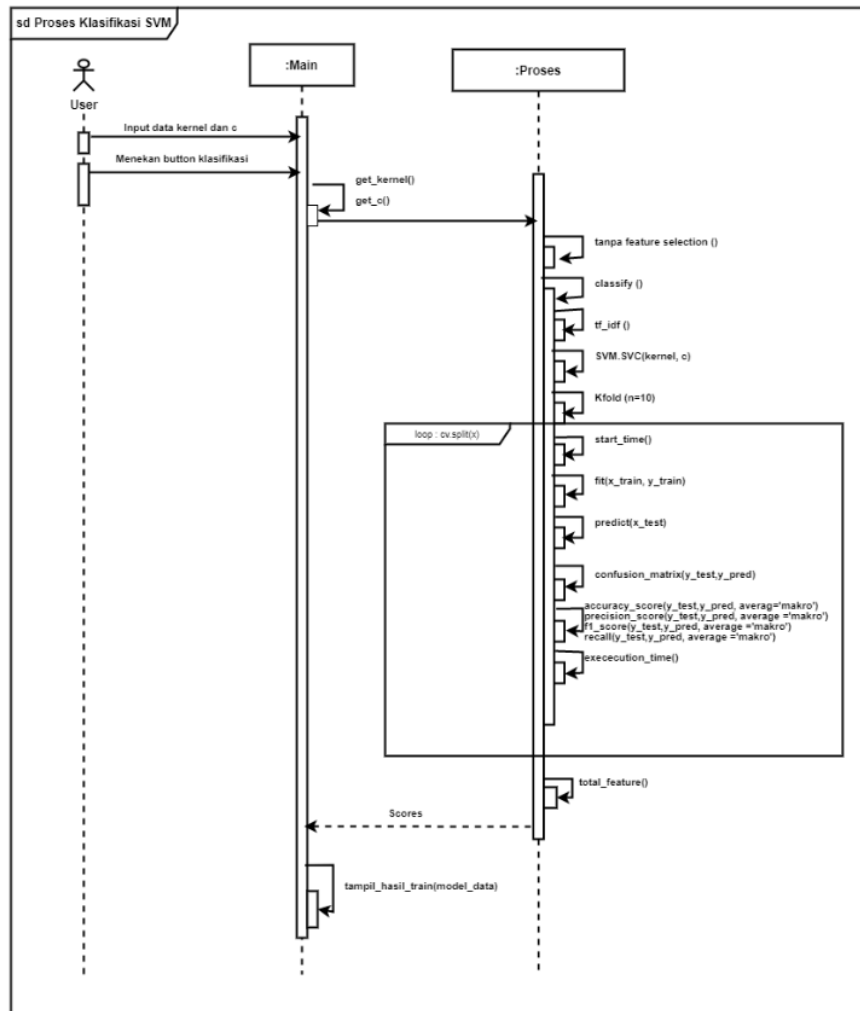 sd Proses Klasifikasi SVM
:Main
:Proses
User
Input data kernel dan c
Menekan button klasifikasi
get_kernel()
get_c()
tanpa feature selection ()
classify ()
tf_idf ()
SVM.SVC(kernel, c)
Kfold (n=10)
loop : cv.split(x)
start_time()
fit(x_train, y_train)
predict(x_test)
confusion_matrix(y_test,y_pred)
accuracy_score(y_test,y_pred, averag='makro')
precision_score(y_test,y_pred, average ='makro')
f1_score(y_test,y_pred, average ='makro')
recall(y_test,y_pred, average ='makro')
exececution_time()
total_feature()
Scores
tampil_hasil_train(model_data)